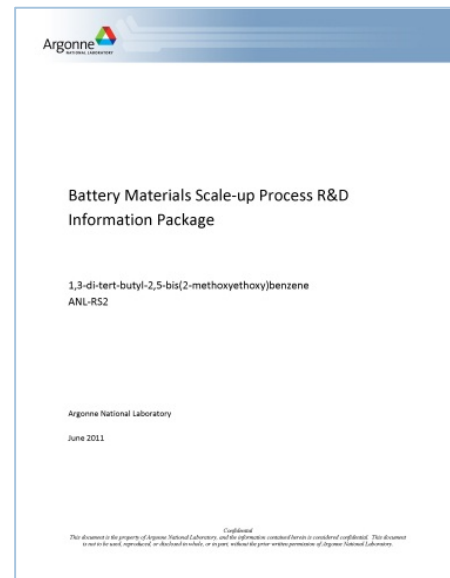 Argonne
NATIONAL LABORATORY
Battery Materials Scale-up Process R&D
Information Package
1,3-di-tert-butyl-2,5-bis(2-methoxyethoxy)benzene
ANL-RS2
Argonne National Laboratory
June 2011
Confidential
This document is the property of Argonne National Laboratory, and the information contained herein is considered confidential. This document
is not to be used, reproduced, or disclosed in whole, or in part, without the prior written permission of Argonne National Laboratory.